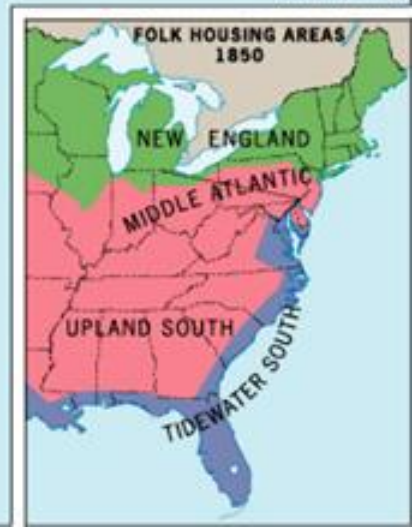 FOLK HOUSING AREAS
1850
NEW ENGLAND
MIDDLE ATLANTIC
UPLAND SOUTH
TIDEWATER SOUTH